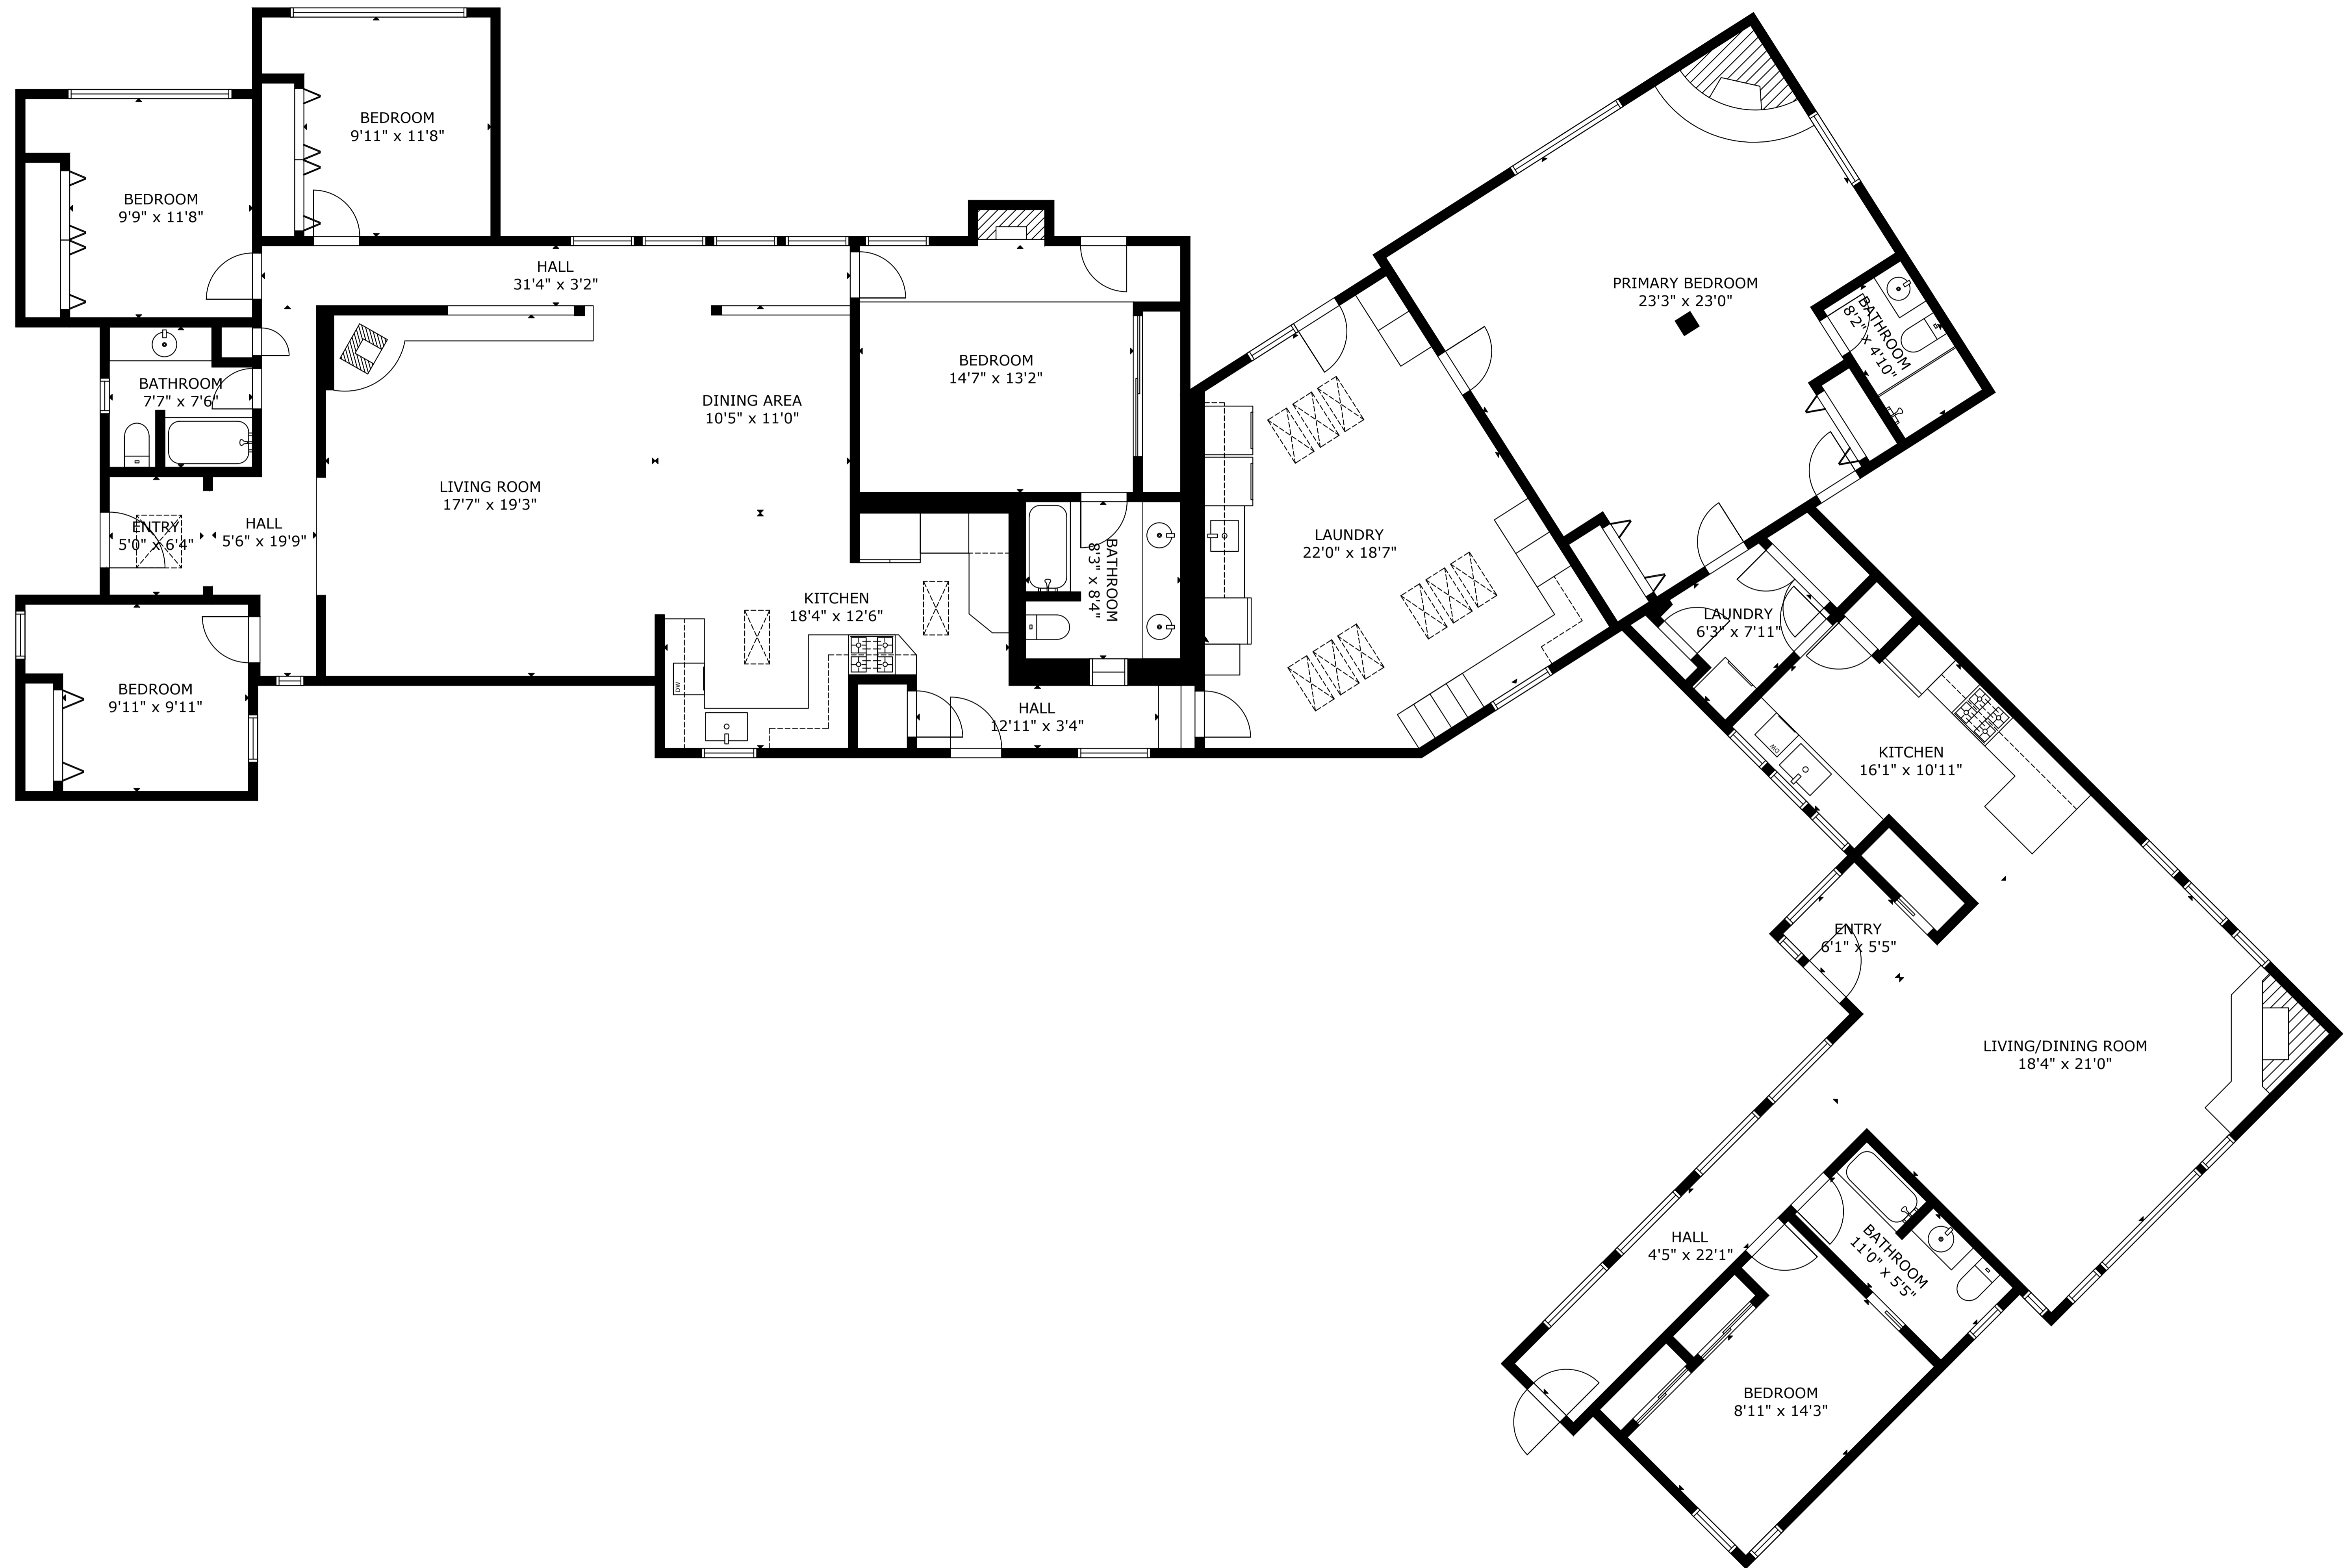 BEDROOM
9'11" x 11'8"
BEDROOM
9'9" x 11'8"
HALL
31'4" x 3'2"
BATHROOM
7'7" x 7'6"
BEDROOM
14'7" x 13'2"
DINING AREA
10'5" x 11'0"
LIVING ROOM
17'7" x 19'3"
ENTRY
5'0" x 6'4"
HALL
5'6" x 19'9"
BEDROOM
9'11" x 9'11"
KITCHEN
18'4" x 12'6"
DW
BATHROOM
8'3" x 8'4"
HALL
12'11" x 3'4"
LAUNDRY
22'0" x 18'7"
PRIMARY BEDROOM
23'3" x 23'0"
BATHROOM
8'2" x 4'10"
LAUNDRY
6'3" x 7'11"
KITCHEN
16'1" x 10'11"
DW
ENTRY
6'1" x 5'5"
LIVING/DINING ROOM
18'4" x 21'0"
HALL
4'5" x 22'1"
BATHROOM
11'0" x 5'5"
BEDROOM
8'11" x 14'3"